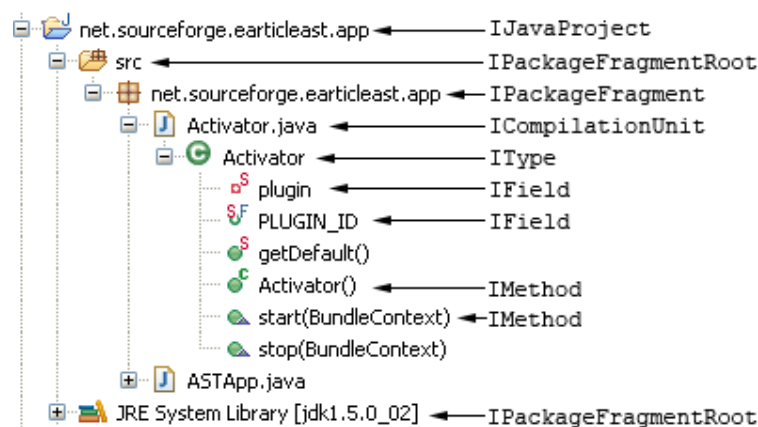 net.sourceforge.earticleast.app IJavaProject
src IPackageFragmentRoot
net.sourceforge.earticleast.app IPackageFragment
Activator.java ICompilationUnit
Activator IType
plugin IField
PLUGIN_ID IField
getDefault()
Activator() IMethod
start(BundleContext) IMethod
stop(BundleContext)
ASTApp.java
JRE System Library [jdk1.5.0_02] IPackageFragmentRoot